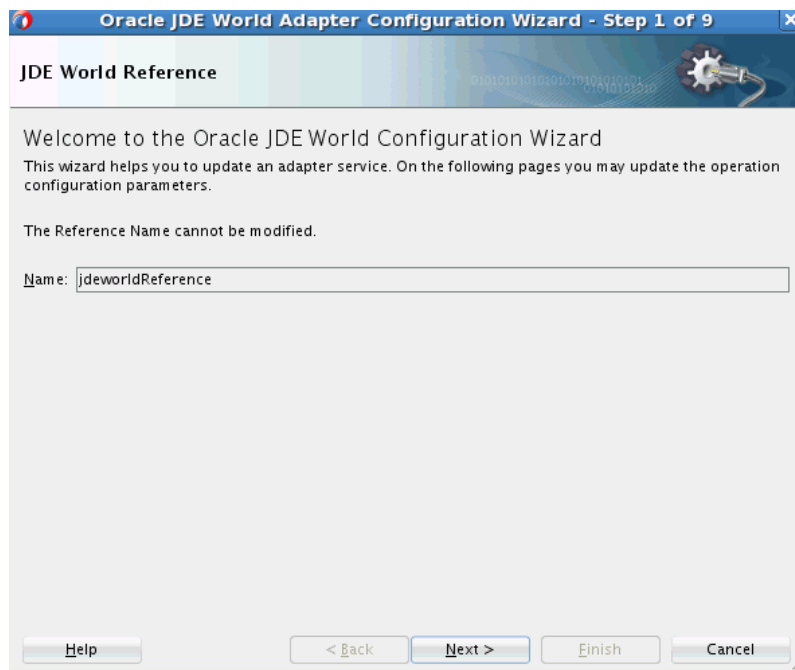 Oracle JDE World Adapter Configuration Wizard - Step 1 of 9
JDE World Reference
Welcome to the Oracle JDE World Configuration Wizard
This wizard helps you to update an adapter service. On the following pages you may update the operation
configuration parameters.
The Reference Name cannot be modified.
Name: jdeworldReference
Help < Back Next > Finish Cancel